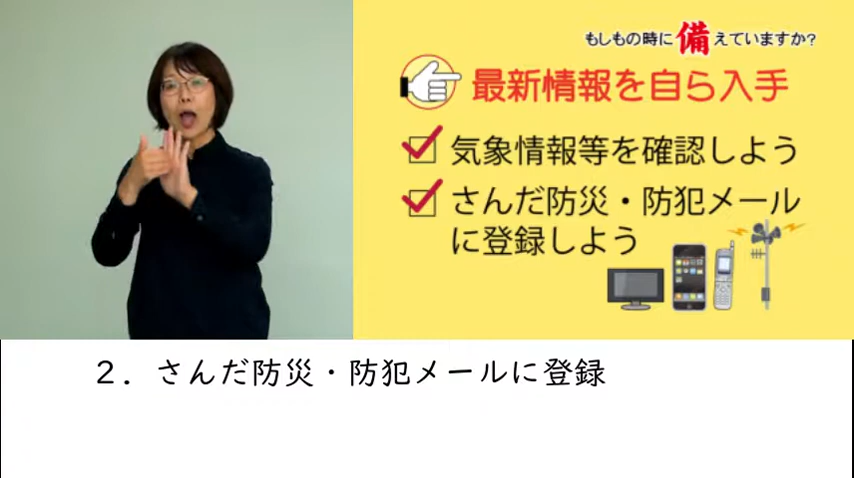 もしもの時に備えていますか?
最新情報を自ら入手
気象情報等を確認しよう
さんだ防災・防犯メール
に登録しよう
2．さんだ防災・防犯メールに登録